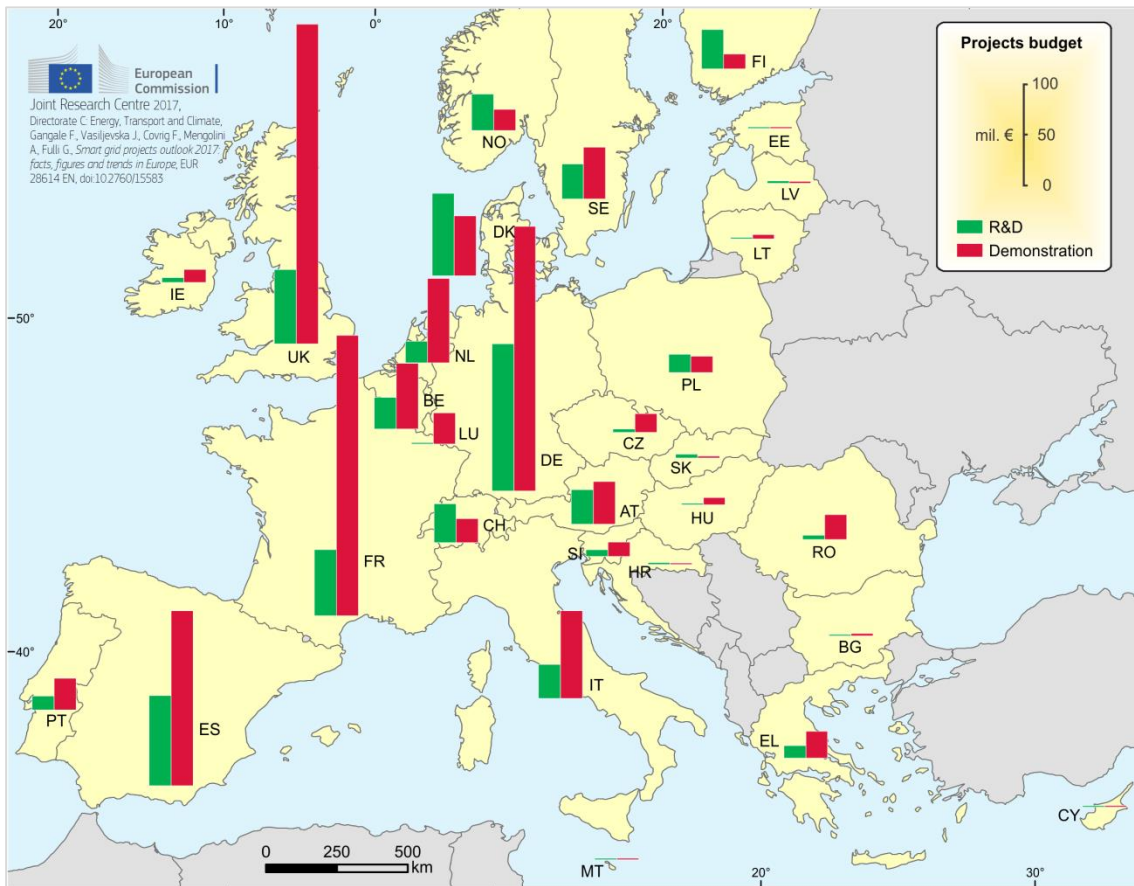 20°
10°
0°
20°
European
Commission
Joint Research Centre 2017,
Directorate C: Energy, Transport and Climate,
Gangale F., Vasiljevska J., Covrig F., Mengolini
A., Fulli G., Smart grid projects outlook 2017:
facts, figures and trends in Europe, EUR
28614 EN, doi:10.2760/15583
Projects budget
100
mil. €
50
0
R&D
Demonstration
FI
NO
EE
SE
LV
DK
LT
IE
50°
50°
UK
NL
PL
BE
LU
CZ
DE
SK
AT
HU
CH
RO
FR
SI
HR
40°
40°
BG
IT
PT
ES
EL
CY
0 250 500
km
MT
20°
30°